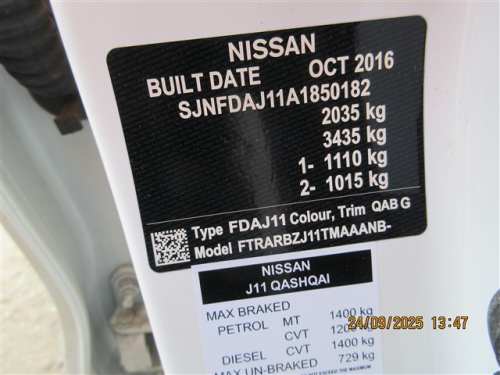 NISSAN
BUILT DATE OCT 2016
SJNFDAJ11A1850182
2035 kg
3435 kg
1- 1110 kg
2- 1015 kg
Type FDAJ11 Colour, Trim QAB G
Model FTRARBZJ11TMAAANB-
NISSAN
J11 QASHQAI
MAX BRAKED
PETROL MT 1400 kg
CVT 1200 kg
DIESEL CVT 1400 kg
MAX UN-BRAKED 729 kg
24/09/2025 13:47